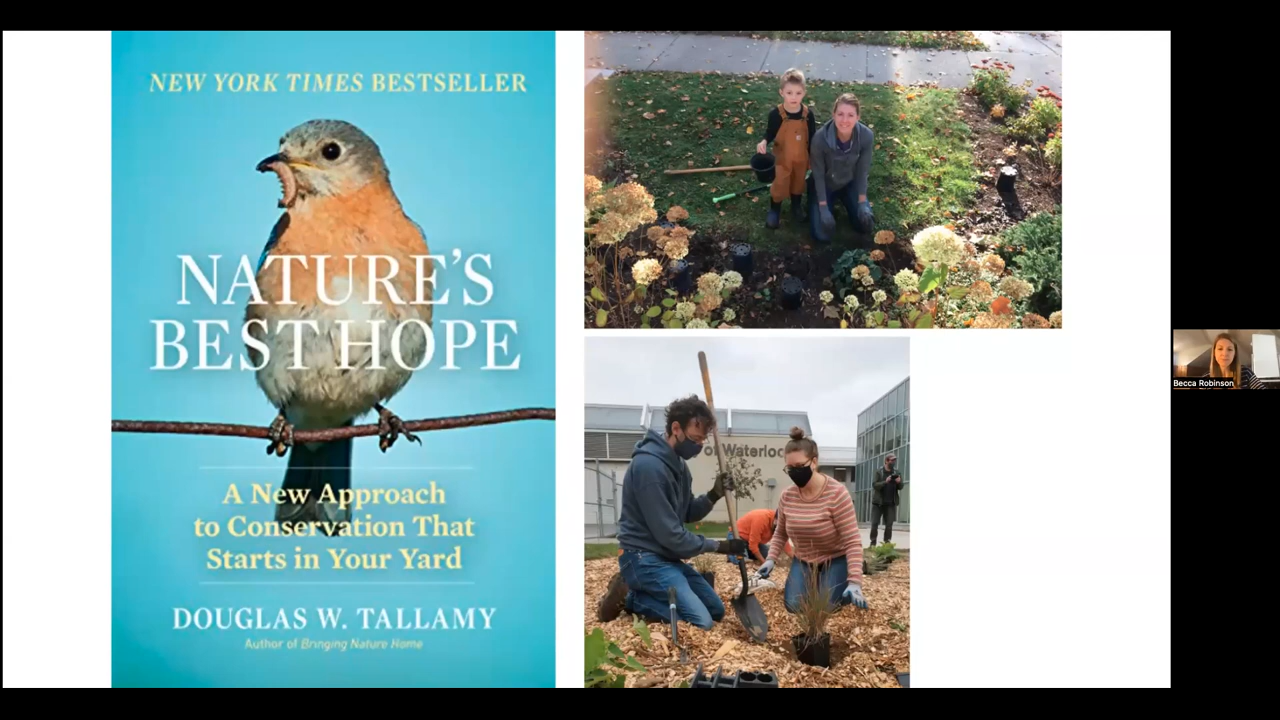 NEW YORK TIMES BESTSELLER
NATURE'S
BEST HOPE
A New Approach
to Conservation That
Starts in Your Yard
DOUGLAS W. TALLAMY
Author of Bringing Nature Home
of Waterloo
Becca Robinson